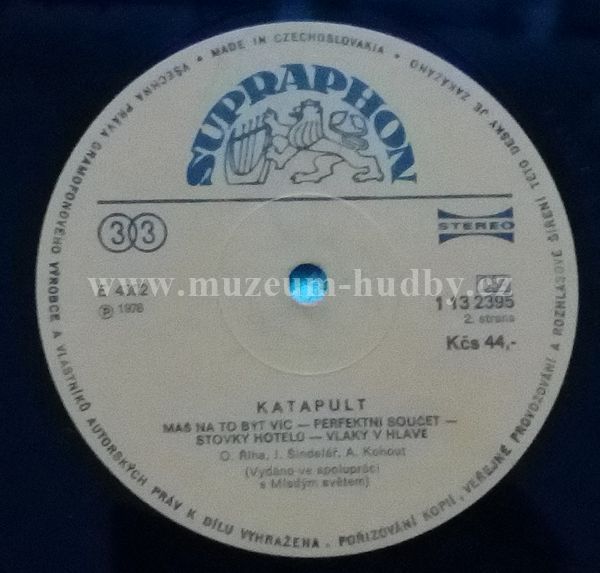 VŠECHNA PRÁVA GRAMOFONOVÉHO VÝROBCE A VLASTNÍKŮ AUTORSKÝCH PRÁV K DÍLU VYHRAŽENA . POŘIZOVÁNÍ KOPIÍ, VEŘEJNÉ PROVOZOVÁNÍ A ROZHLASOVÉ ŠÍŘENÍ TÉTO DESKY JE ZAKÁZÁNO • MADE IN CZECHOSLOVAKIA •
SUPRAPHON
33
STEREO
www.muzeum-hudby.cz
1 13 2395
Ⓟ 1978
2. strana
Kčs 44,-
KATAPULT
MÁŠ NA TO BÝT VÍC — PERFEKTNÍ SOUČET —
STOVKY HOTELŮ — VLAKY V HLAVĚ
O. Říha, J. Šindelář, A. Kohout
(Vydáno ve spolupráci
s Mladým světem)